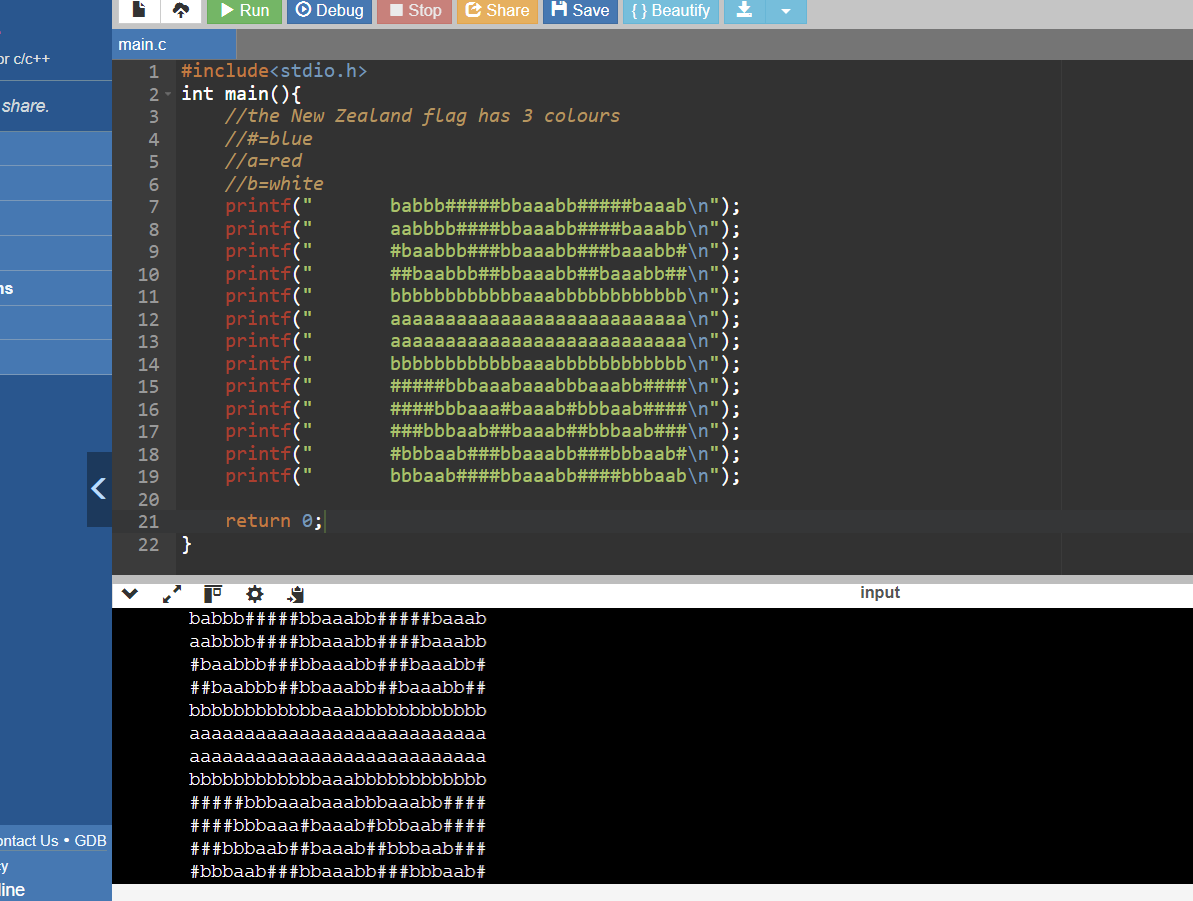 Run Debug Stop Share Save { } Beautify
main.c
or c/c++
share.
ns
1 #include<stdio.h>
2 int main(){
3     //the New Zealand flag has 3 colours
4     //#=blue
5     //a=red
6     //b=white
7     printf("       babbb#####bbaaabb#####baaab\n");
8     printf("       aabbbb####bbaaabb####baaabb\n");
9     printf("       #baabbb###bbaaabb###baaabb#\n");
10     printf("       ##baabbb##bbaaabb##baaabb##\n");
11     printf("       bbbbbbbbbbbbaaabbbbbbbbbbbb\n");
12     printf("       aaaaaaaaaaaaaaaaaaaaaaaaaaa\n");
13     printf("       aaaaaaaaaaaaaaaaaaaaaaaaaaa\n");
14     printf("       bbbbbbbbbbbbaaabbbbbbbbbbbb\n");
15     printf("       #####bbbaaabaaabbbaaabb####\n");
16     printf("       ####bbbaaa#baaab#bbbaab####\n");
17     printf("       ###bbbaab##baaab##bbbaab###\n");
18     printf("       #bbbaab###bbaaabb###bbbaab#\n");
19     printf("       bbbaab####bbaaabb####bbbaab\n");
20
21     return 0;
22 }
input
babbb#####bbaaabb#####baaab
aabbbb####bbaaabb####baaabb
#baabbb###bbaaabb###baaabb#
##baabbb##bbaaabb##baaabb##
bbbbbbbbbbbbaaabbbbbbbbbbbb
aaaaaaaaaaaaaaaaaaaaaaaaaaa
aaaaaaaaaaaaaaaaaaaaaaaaaaa
bbbbbbbbbbbbaaabbbbbbbbbbbb
#####bbbaaabaaabbbaaabb####
####bbbaaa#baaab#bbbaab####
###bbbaab##baaab##bbbaab###
#bbbaab###bbaaabb###bbbaab#
ontact Us • GDB
cy
line